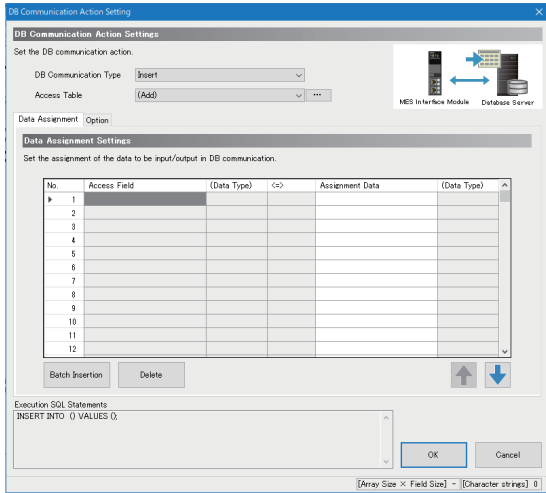 DB Communication Action Setting
DB Communication Action Settings
Set the DB communication action.
DB Communication Type Insert
Access Table (Add) ...
MES Interface Module Database Server
Data Assignment Option
Data Assignment Settings
Set the assignment of the data to be input/output in DB communication.
No. Access Field (Data Type) <=> Assignment Data (Data Type)
1
2
3
4
5
6
7
8
9
10
11
12
Batch Insertion Delete
Execution SQL Statements
INSERT INTO () VALUES ();
OK Cancel
[Array Size × Field Size] - [Character strings] 0